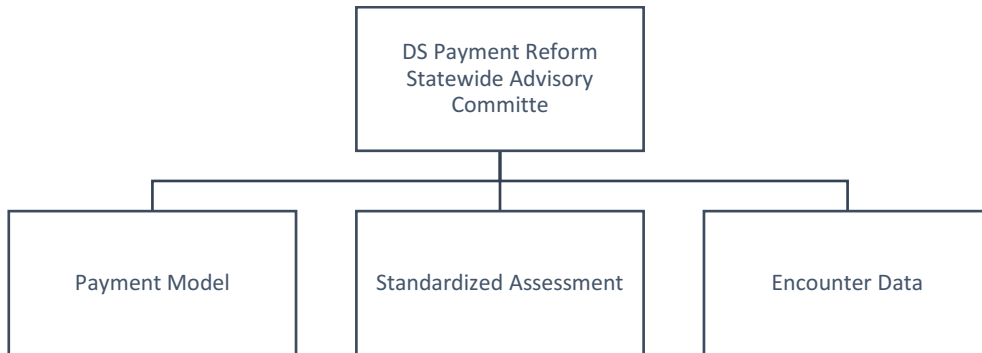 DS Payment Reform
Statewide Advisory
Committe
Payment Model
Standardized Assessment
Encounter Data